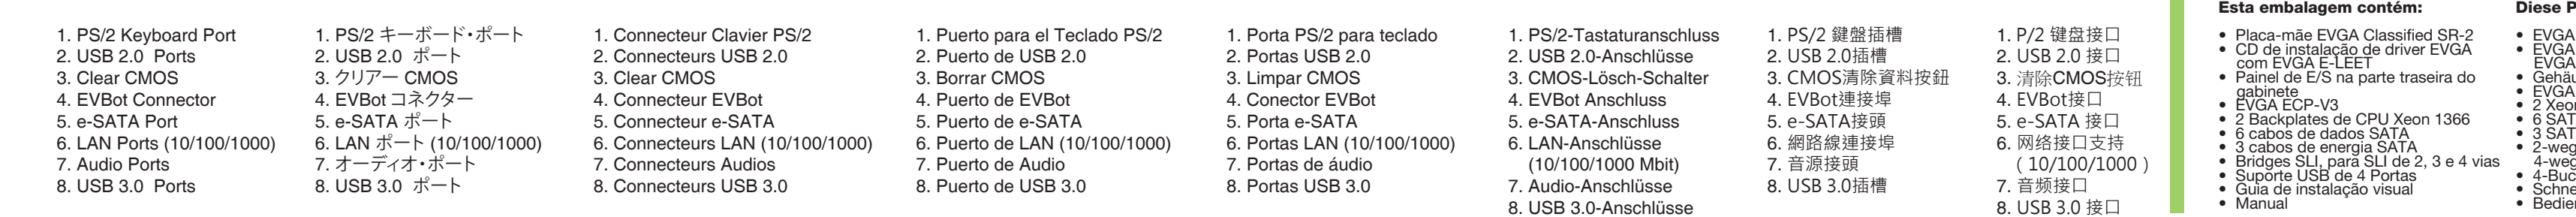 1. PS/2 Keyboard Port
2. USB 2.0 Ports
3. Clear CMOS
4. EVBot Connector
5. e-SATA Port
6. LAN Ports (10/100/1000)
7. Audio Ports
8. USB 3.0 Ports
1. PS/2 キーボード・ポート
2. USB 2.0 ポート
3. クリアー CMOS
4. EVBot コネクター
5. e-SATA ポート
6. LAN ポート (10/100/1000)
7. オーディオ・ポート
8. USB 3.0 ポート
1. Connecteur Clavier PS/2
2. Connecteurs USB 2.0
3. Clear CMOS
4. Connecteur EVBot
5. Connecteur e-SATA
6. Connecteurs LAN (10/100/1000)
7. Connecteurs Audios
8. Connecteurs USB 3.0
1. Puerto para el Teclado PS/2
2. Puerto de USB 2.0
3. Borrar CMOS
4. Puerto de EVBot
5. Puerto de e-SATA
6. Puerto de LAN (10/100/1000)
7. Puerto de Audio
8. Puerto de USB 3.0
1. Porta PS/2 para teclado
2. Portas USB 2.0
3. Limpar CMOS
4. Conector EVBot
5. Porta e-SATA
6. Portas LAN (10/100/1000)
7. Portas de áudio
8. Portas USB 3.0
1. PS/2-Tastaturanschluss
2. USB 2.0-Anschlüsse
3. CMOS-Lösch-Schalter
4. EVBot Anschluss
5. e-SATA-Anschluss
6. LAN-Anschlüsse
(10/100/1000 Mbit)
7. Audio-Anschlüsse
8. USB 3.0-Anschlüsse
1. PS/2 鍵盤插槽
2. USB 2.0插槽
3. CMOS清除資料按鈕
4. EVBot連接埠
5. e-SATA接頭
6. 網路線連接埠
7. 音源接頭
8. USB 3.0插槽
1. P/2 键盘接口
2. USB 2.0 接口
3. 清除CMOS按钮
4. EVBot接口
5. e-SATA 接口
6. 网络接口支持
( 10/100/1000 )
7. 音频接口
8. USB 3.0 接口
Esta embalagem contém:
• Placa-mãe EVGA Classified SR-2
• CD de instalação de driver EVGA
com EVGA E-LEET
• Painel de E/S na parte traseira do
gabinete
• EVGA ECP-V3
• 2 Backplates de CPU Xeon 1366
• 6 cabos de dados SATA
• 3 cabos de energia SATA
• Bridges SLI, para SLI de 2, 3 e 4 vias
• Suporte USB de 4 Portas
• Guia de instalação visual
• Manual
Diese
• EVGA
• EVGA
EVGA
•
• EVGA
• 2
• 6
• 3
• 2-weg
4-weg
•
•
•